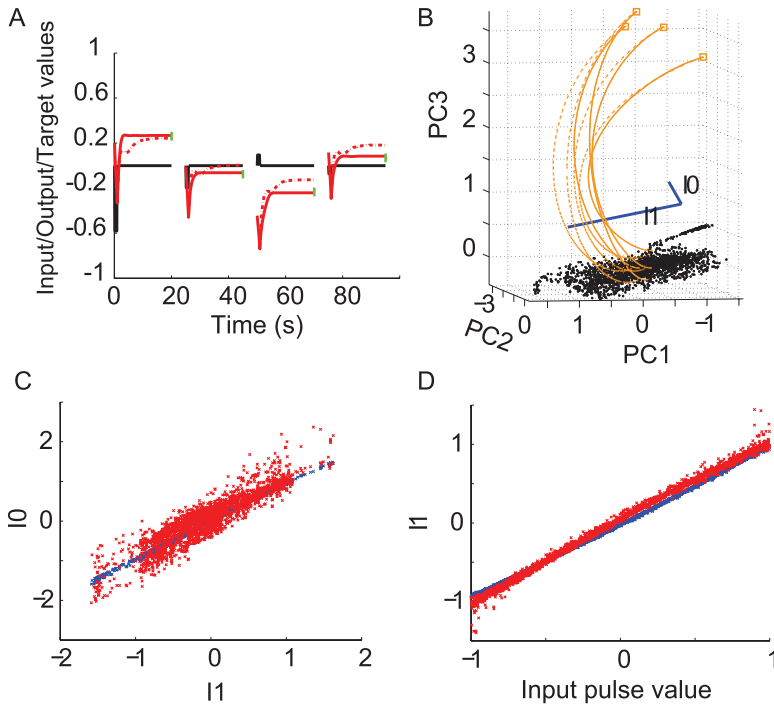 A
Input/Output/Target values
1
0.6
0.2
−0.2
−0.6
−1
0
20
40
60
80
Time (s)
B
PC3
3
2
1
0
I0
I1
−3
0
PC2
1
0
−1
PC1
C
I0
2
0
−2
−2
−1
0
1
2
I1
D
I1
1
0
−1
−1
0
1
Input pulse value